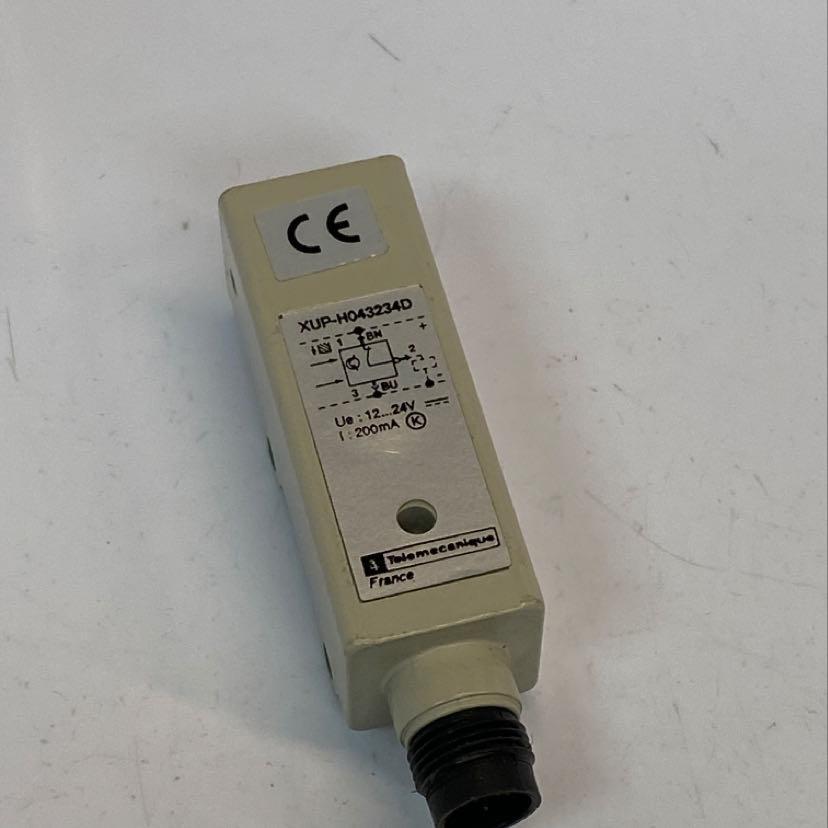 CE
XUP-H043234D
1 BN
+
2
3 BU
-
Ue : 12...24V
I : 200mA K
Telemecanique
France